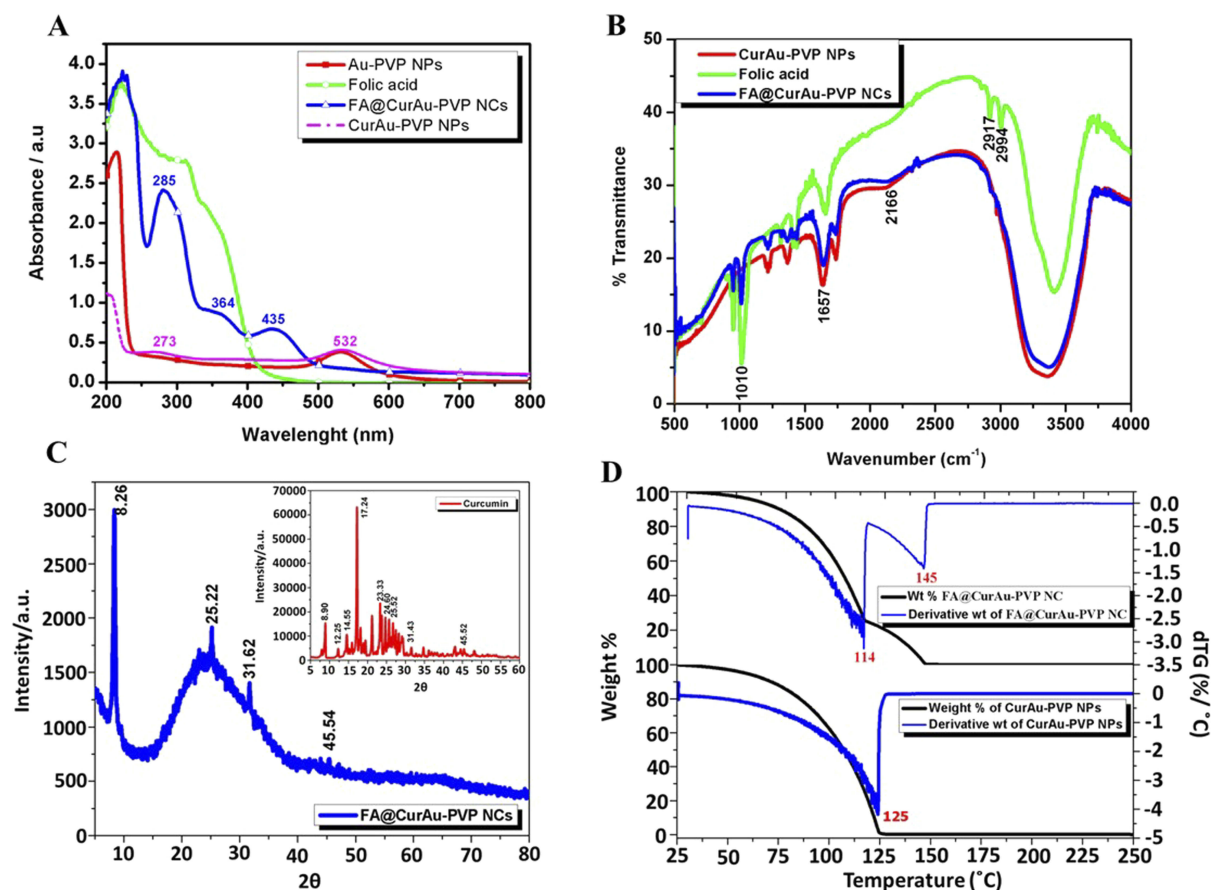 A
Au-PVP NPs
Folic acid
FA@CurAu-PVP NCs
CurAu-PVP NPs
4.0
3.5
3.0
2.5
2.0
1.5
1.0
0.5
0.0
285
364
435
273
532
200 300 400 500 600 700 800
Absorbance / a.u
Wavelenght (nm)
B
CurAu-PVP NPs
Folic acid
FA@CurAu-PVP NCs
50
40
30
20
10
0
1010
1657
2166
2917
2994
500 1000 1500 2000 2500 3000 3500 4000
% Transmittance
Wavenumber (cm-1)
C
3000
2500
2000
1500
1000
500
0
8.26
25.22
31.62
45.54
10 20 30 40 50 60 70 80
Intensity/a.u.
2θ
FA@CurAu-PVP NCs
Curcumin
70000
60000
50000
40000
30000
20000
10000
0
8.90
12.25
14.55
17.24
23.33
24.60
25.52
31.43
45.52
5 10 15 20 25 30 35 40 45 50 55 60
Intensity/a.u.
2θ
D
100
80
60
40
20
100
80
60
40
20
0
0.0
-0.5
-1.0
-1.5
-2.0
-2.5
-3.0
-3.5
0
-1
-2
-3
-4
-5
145
Wt % FA@CurAu-PVP NC
Derivative wt of FA@CurAu-PVP NC
114
Weight % of CurAu-PVP NPs
Derivative wt of CurAu-PVP NPs
125
25 50 75 100 125 150 175 200 225 250
Weight %
dTG (%/ °C)
Temperature (˚C)